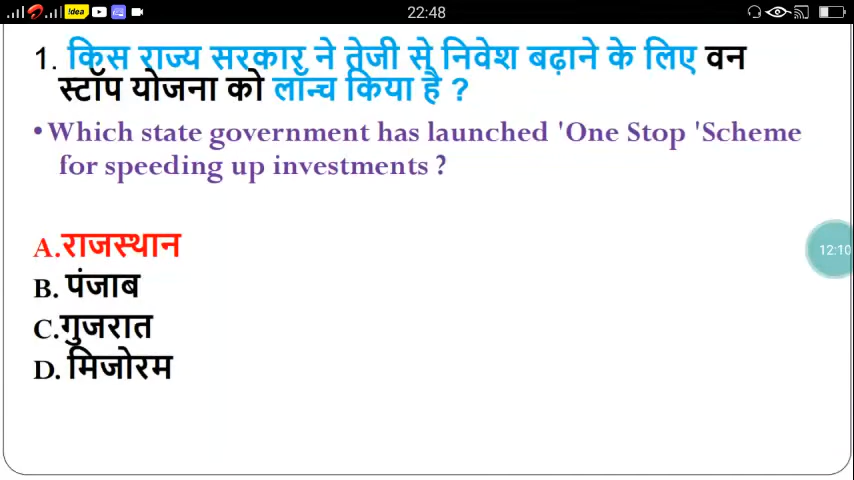 22:48
!dea
1. किस राज्य सरकार ने तेजी से निवेश बढ़ाने के लिए वन
स्टॉप योजना को लॉन्च किया है ?
•Which state government has launched 'One Stop 'Scheme
for speeding up investments ?
A.राजस्थान
12:10
B. पंजाब
C.गुजरात
D. मिजोरम